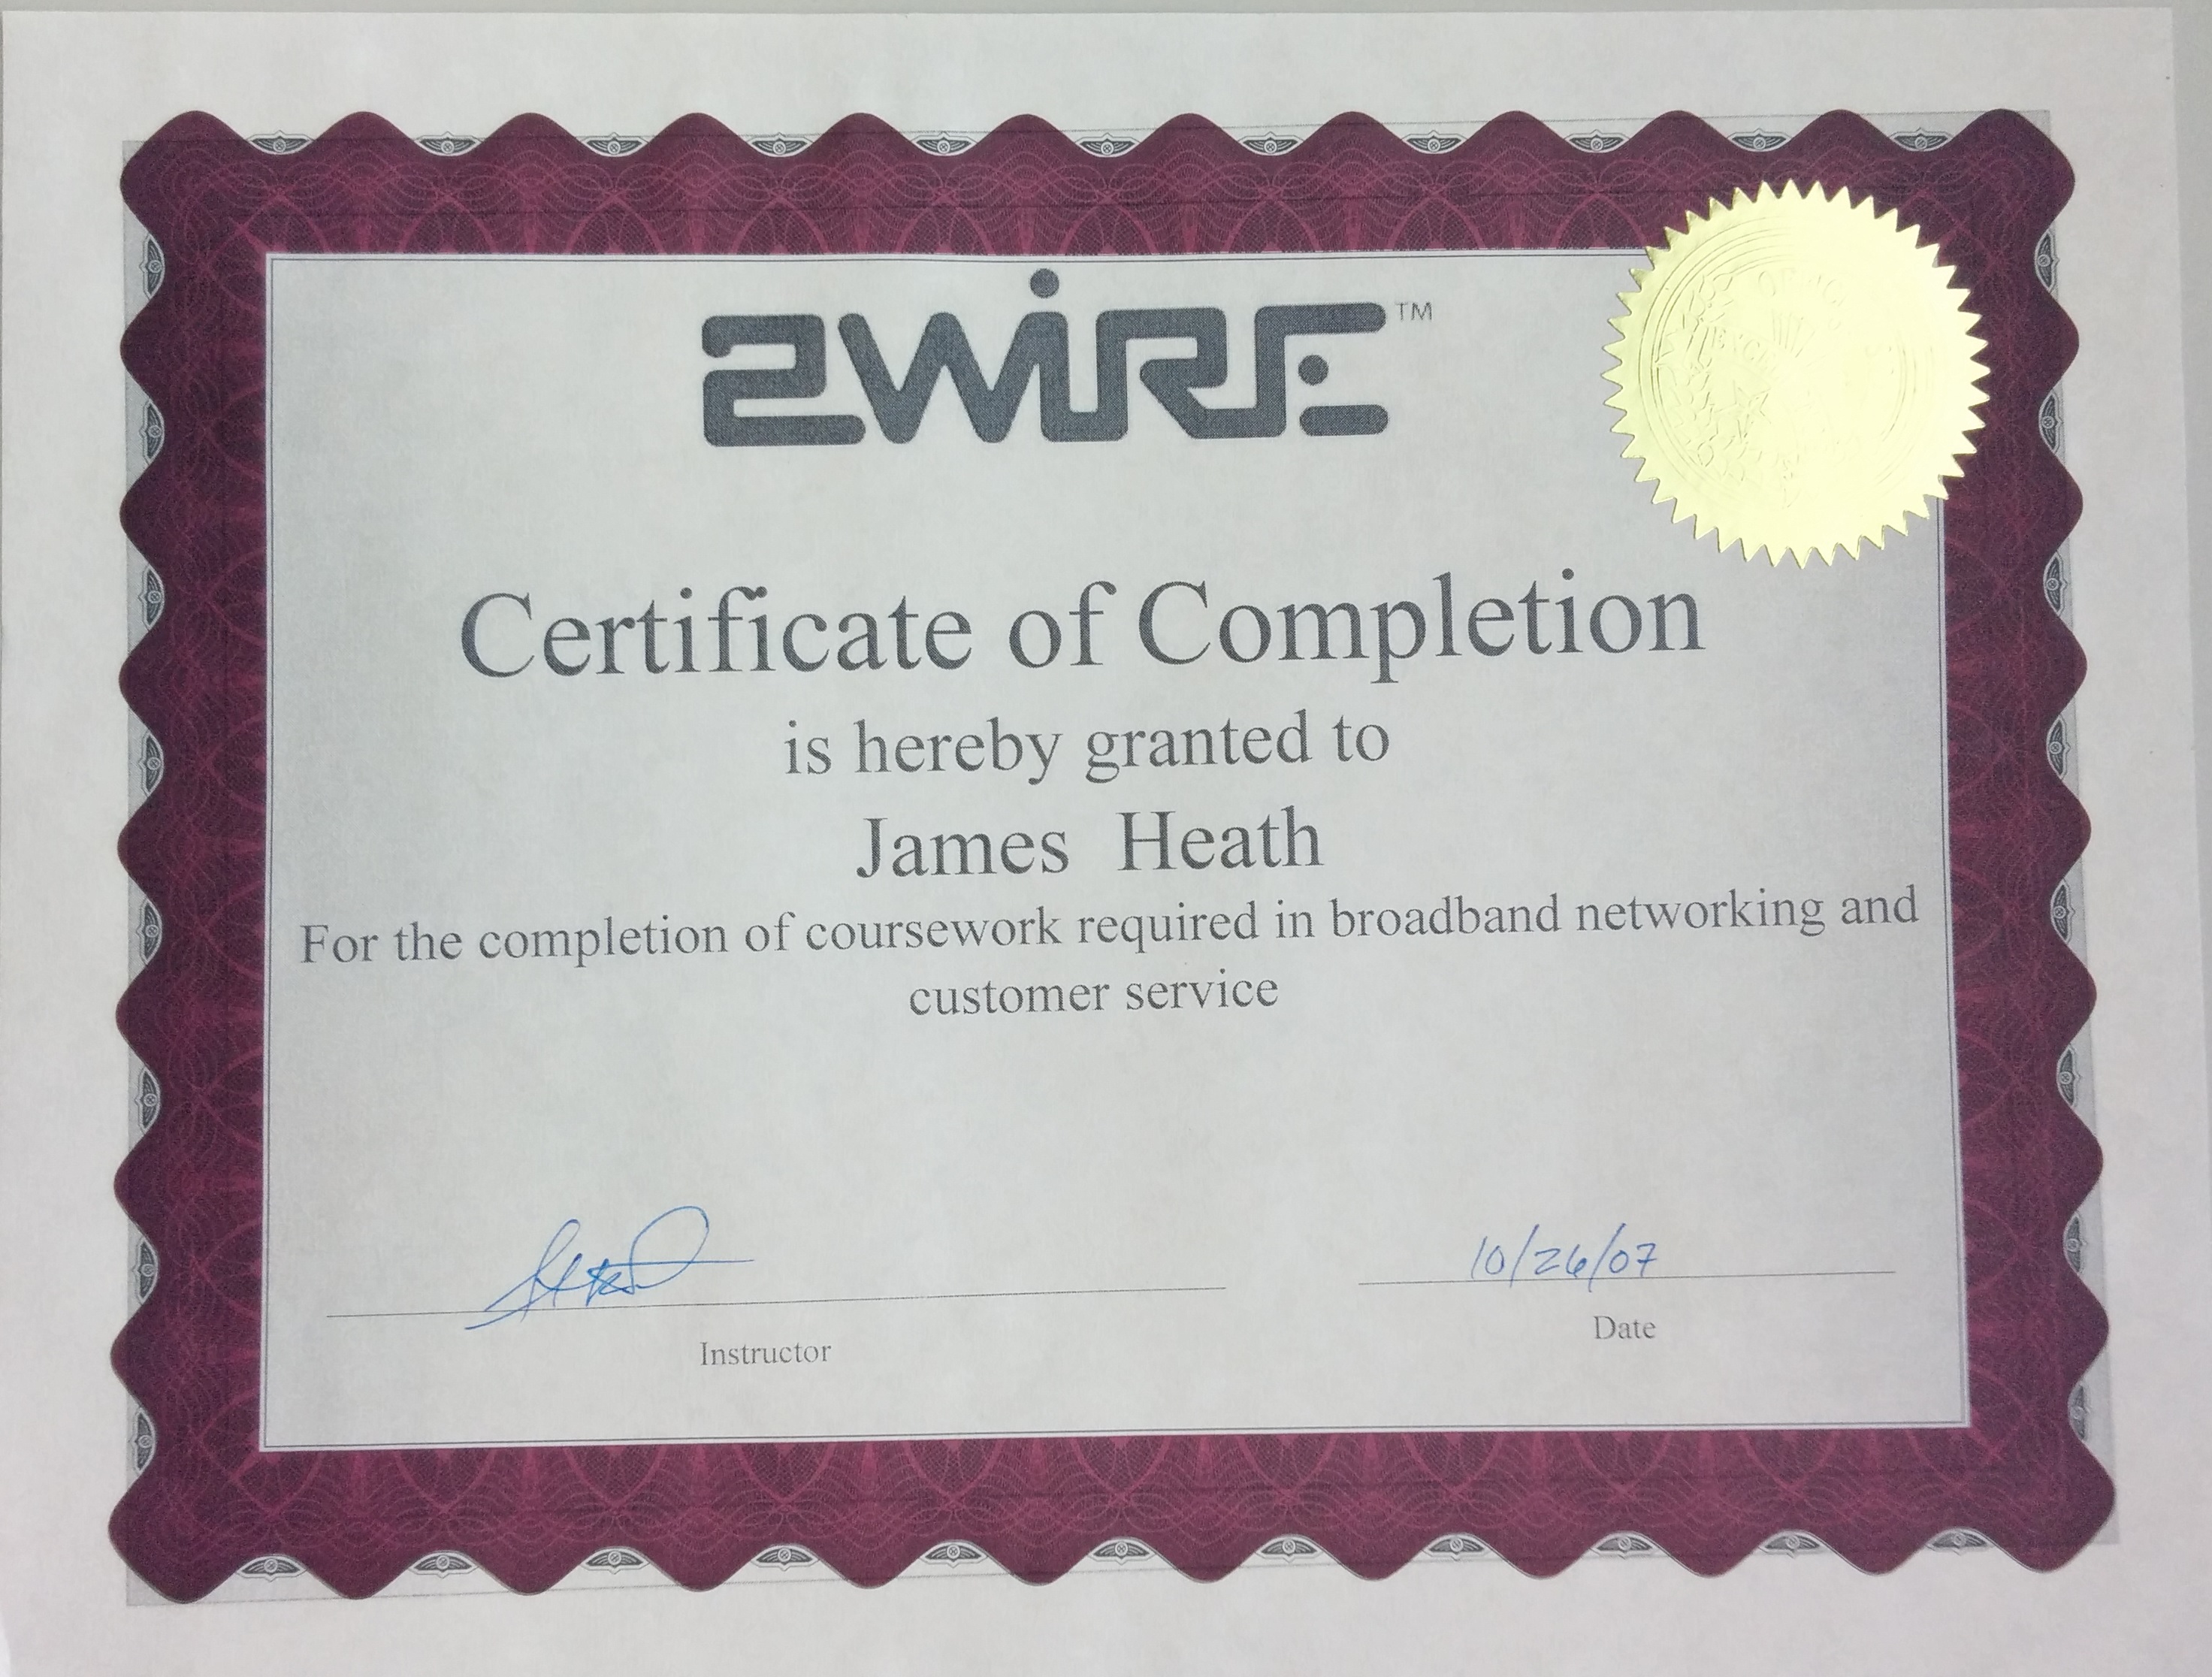 2WIRE™
Certificate of Completion
is hereby granted to
James Heath
For the completion of coursework required in broadband networking and
customer service
10/26/07
Instructor
Date